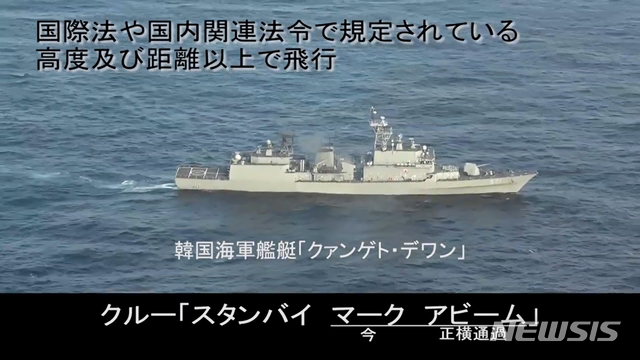 国際法や国内関連法令で規定されている
高度及び距離以上で飛行
韓国海軍艦艇「クァンゲト・デワン」
クルー「スタンバイ　マーク　アビーム」
今　正横通過
NEWSIS